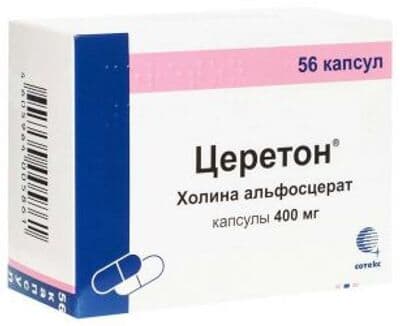 56 капсул
Церетон®
Холина альфосцерат
капсулы 400 мг
сотекс